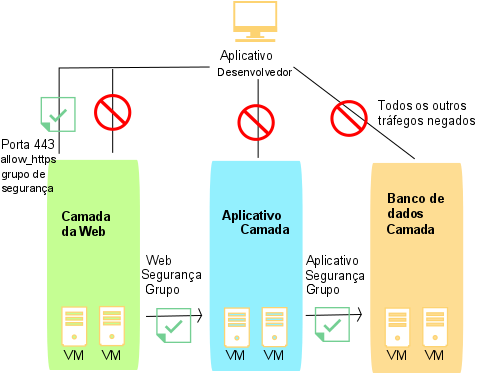 Aplicativo
Desenvolvedor
Todos os outros
tráfegos negados
Porta 443
allow_https
grupo de
segurança
Camada
da Web
Aplicativo
Camada
Banco de
dados
Camada
Web
Segurança
Grupo
Aplicativo
Segurança
Grupo
VM VM
VM VM
VM VM